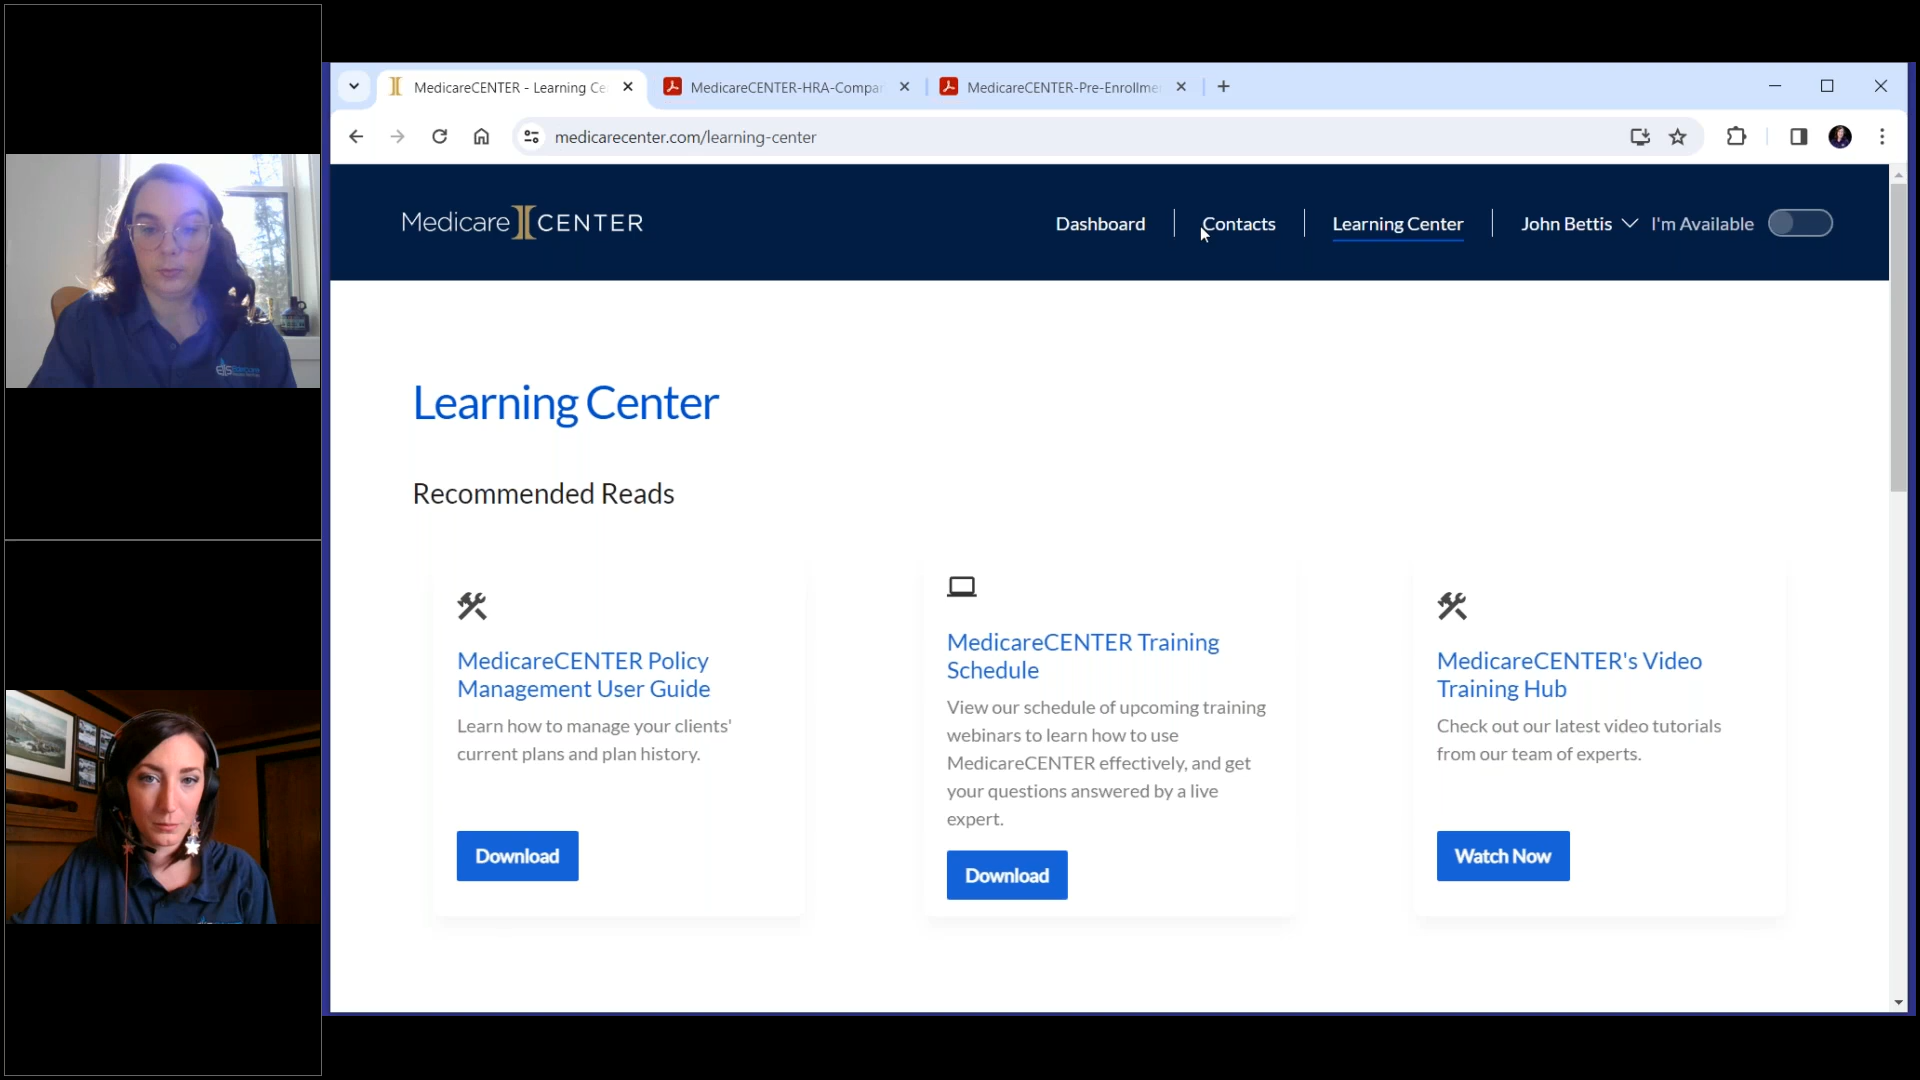 MedicareCENTER - Learning Ce
MedicareCENTER-HRA-Compa
MedicareCENTER-Pre-Enrollme
medicarecenter.com/learning-center
MedicareCENTER
Dashboard
Contacts
Learning Center
John Bettis
I'm Available
Learning Center
Recommended Reads
MedicareCENTER Policy
Management User Guide
Learn how to manage your clients'
current plans and plan history.
Download
MedicareCENTER Training
Schedule
View our schedule of upcoming training
webinars to learn how to use
MedicareCENTER effectively, and get
your questions answered by a live
expert.
Download
MedicareCENTER's Video
Training Hub
Check out our latest video tutorials
from our team of experts.
Watch Now